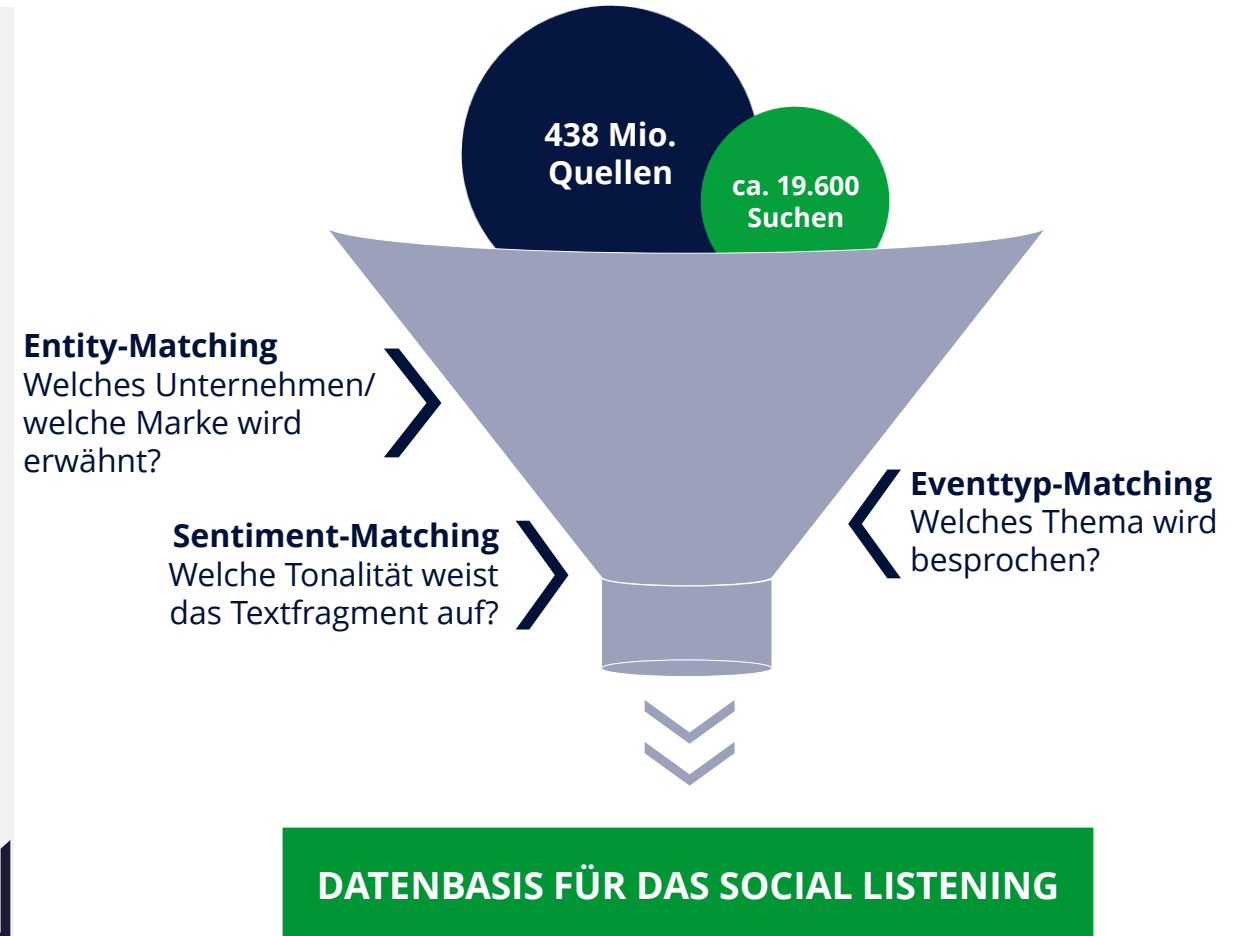 438 Mio.
Quellen
ca. 19.600
Suchen
Entity-Matching
Welches Unternehmen/
welche Marke wird
erwähnt?
Eventtyp-Matching
Welches Thema wird
besprochen?
Sentiment-Matching
Welche Tonalität weist
das Textfragment auf?
DATENBASIS FÜR DAS SOCIAL LISTENING